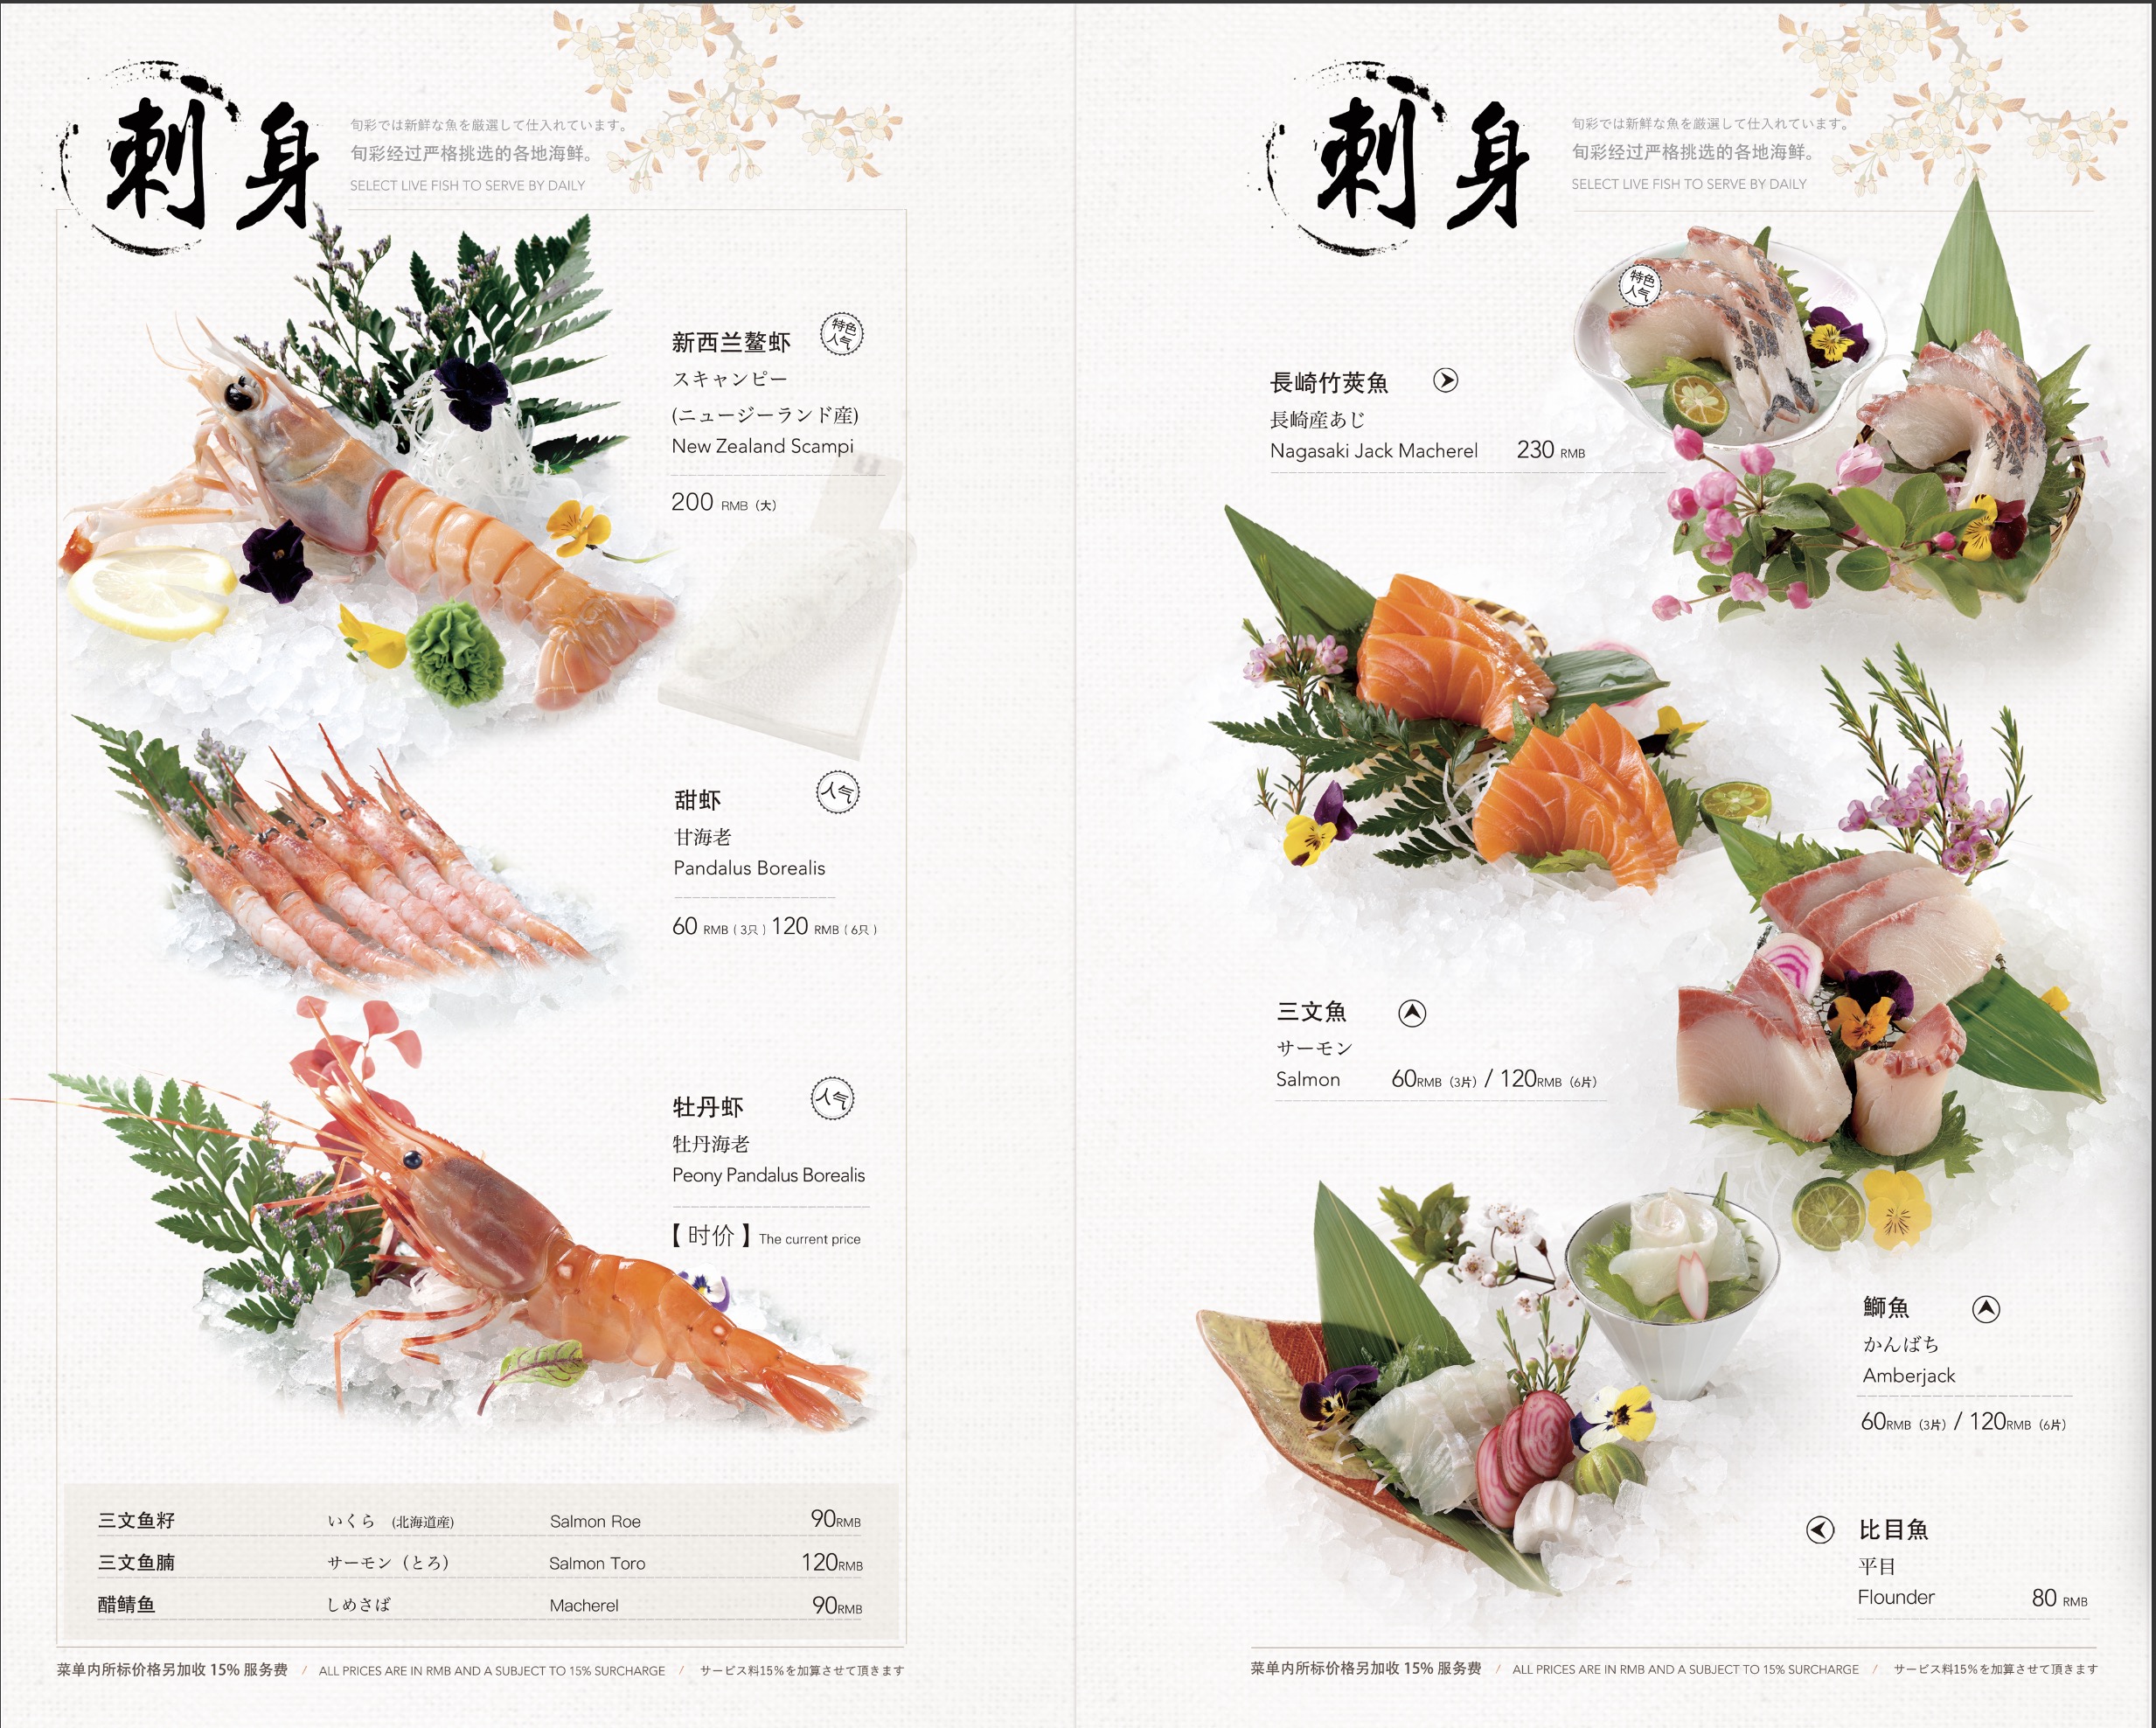 刺身
旬彩では新鮮な魚を厳選して仕入れています。
旬彩经过严格挑选的各地海鲜。
SELECT LIVE FISH TO SERVE BY DAILY
新西兰鳌虾
特色
人气
スキャンピー
(ニュージーランド産)
New Zealand Scampi
200 RMB（大）
甜虾
人气
甘海老
Pandalus Borealis
60 RMB ( 3只 ) 120 RMB ( 6只 )
牡丹虾
人气
牡丹海老
Peony Pandalus Borealis
【 时价 】 The current price
三文鱼籽 いくら (北海道産) Salmon Roe 90RMB
三文鱼腩 サーモン（とろ） Salmon Toro 120RMB
醋鲭鱼 しめさば Macherel 90RMB
菜单内所标价格另加收 15% 服务费 / ALL PRICES ARE IN RMB AND A SUBJECT TO 15% SURCHARGE / サービス料15%を加算させて頂きます
刺身
旬彩では新鮮な魚を厳選して仕入れています。
旬彩经过严格挑选的各地海鲜。
SELECT LIVE FISH TO SERVE BY DAILY
特色
人气
長崎竹莢魚
長崎産あじ
Nagasaki Jack Macherel 230 RMB
三文魚
サーモン
Salmon 60RMB（3片）/ 120RMB（6片）
鰤魚
かんぱち
Amberjack
60RMB（3片）/ 120RMB（6片）
比目魚
平目
Flounder 80 RMB
菜单内所标价格另加收 15% 服务费 / ALL PRICES ARE IN RMB AND A SUBJECT TO 15% SURCHARGE / サービス料15%を加算させて頂きます